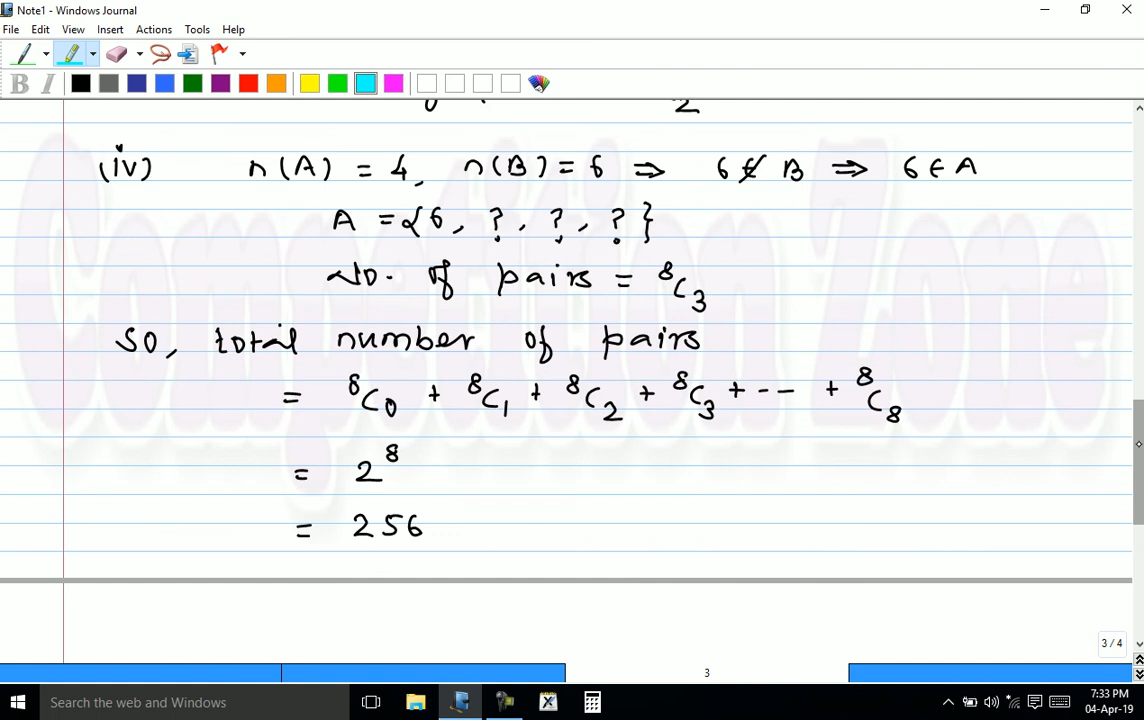 Note1 - Windows Journal
File Edit View Insert Actions Tools Help
B I
(iv) n(A) = 4, n(B) = 6 ⇒ 6 ∉ B ⇒ 6 ∈ A
A = {6, ?, ?, ?}
No. of pairs = ⁸C₃
So, total number of pairs
= ⁸C₀ + ⁸C₁ + ⁸C₂ + ⁸C₃ + -- + ⁸C₈
= 2⁸
= 256
Competition Zone
3 / 4
3
Search the web and Windows
7:33 PM
04-Apr-19